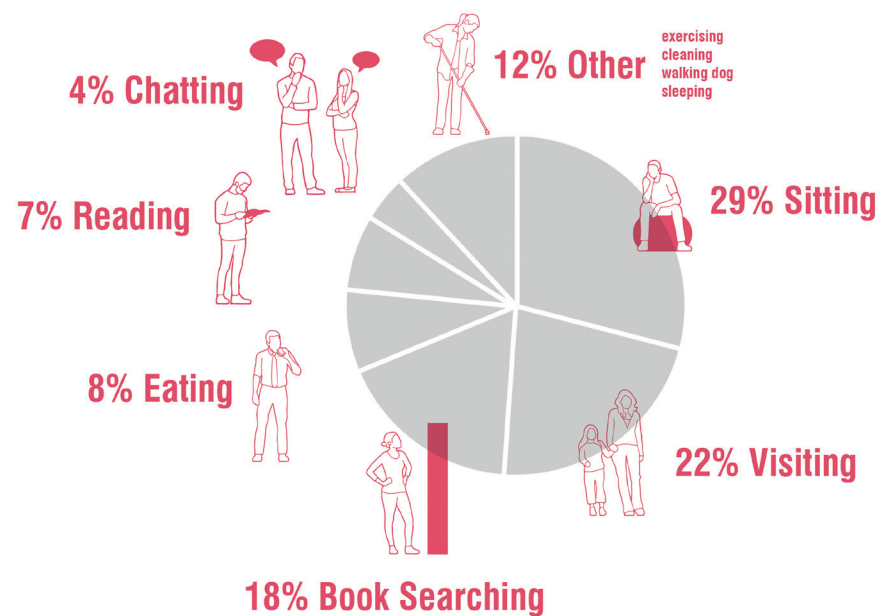 12% Other
exercising
cleaning
walking dog
sleeping
4% Chatting
29% Sitting
7% Reading
8% Eating
22% Visiting
18% Book Searching